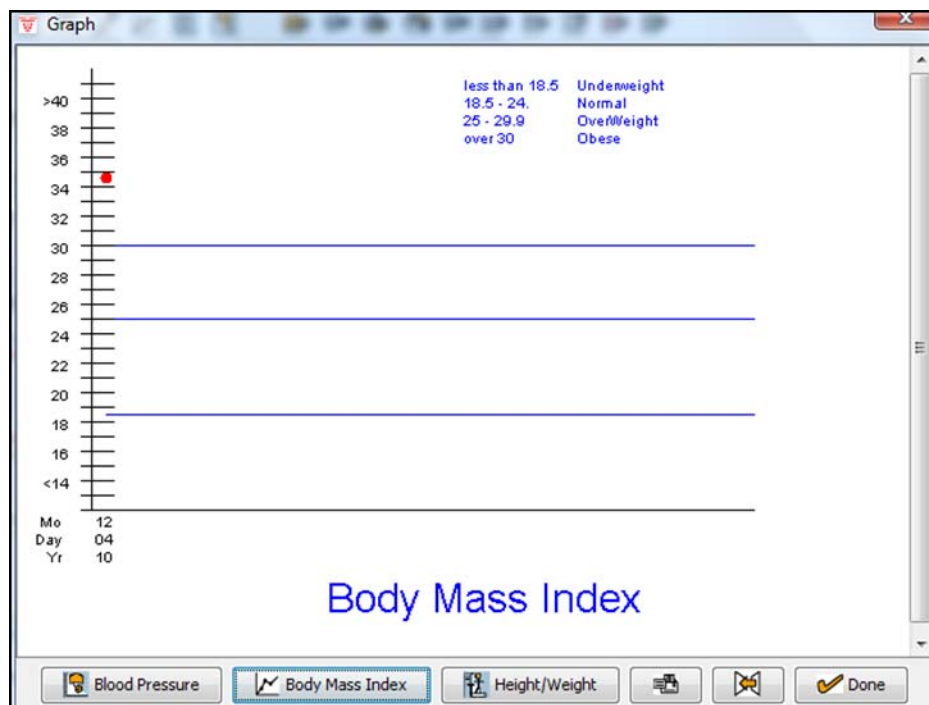 Graph
less than 18.5 Underweight
18.5 - 24. Normal
25 - 29.9 OverWeight
over 30 Obese
>40
38
36
34
32
30
28
26
24
22
20
18
16
<14
Mo 12
Day 04
Yr 10
Body Mass Index
Blood Pressure Body Mass Index Height/Weight Done